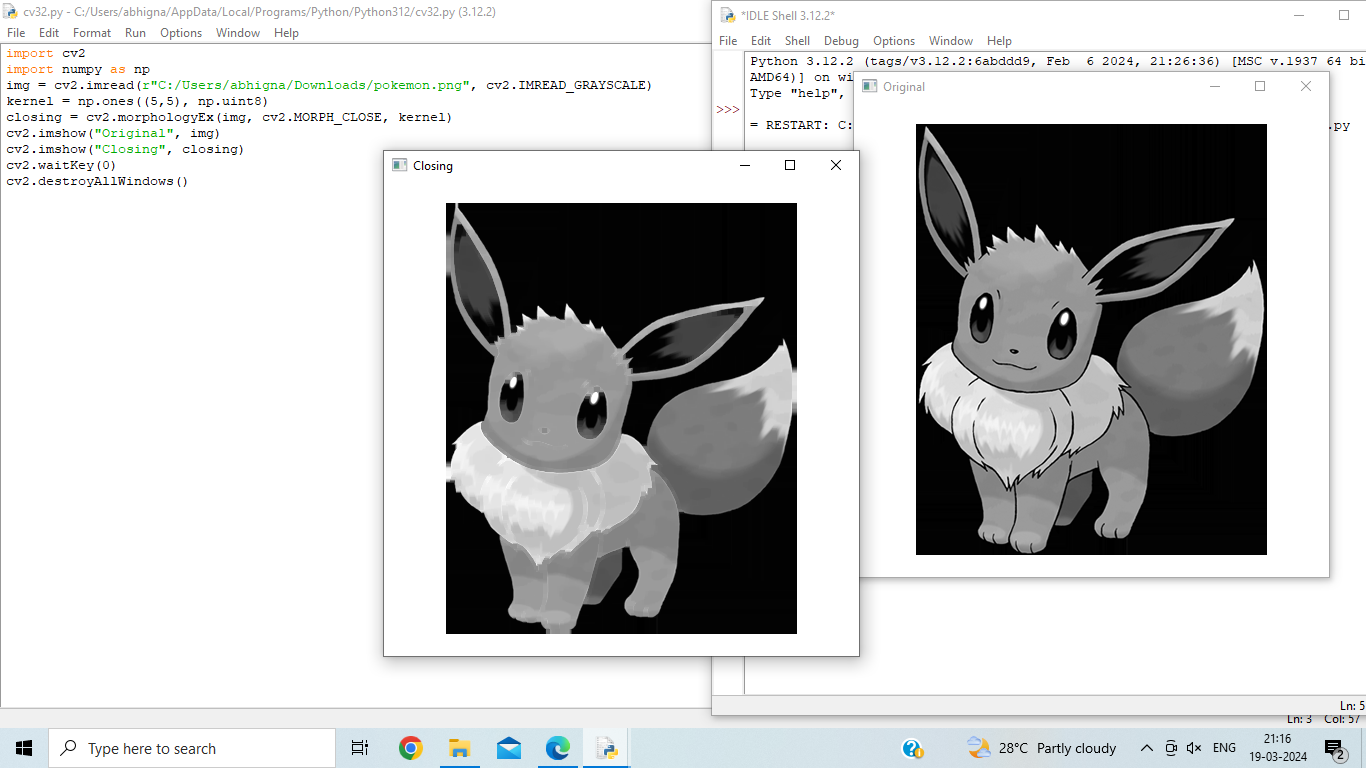 cv32.py - C:/Users/abhigna/AppData/Local/Programs/Python/Python312/cv32.py (3.12.2)
File Edit Format Run Options Window Help
import cv2
import numpy as np
img = cv2.imread(r"C:/Users/abhigna/Downloads/pokemon.png", cv2.IMREAD_GRAYSCALE)
kernel = np.ones((5,5), np.uint8)
closing = cv2.morphologyEx(img, cv2.MORPH_CLOSE, kernel)
cv2.imshow("Original", img)
cv2.imshow("Closing", closing)
cv2.waitKey(0)
cv2.destroyAllWindows()
*IDLE Shell 3.12.2*
File Edit Shell Debug Options Window Help
Python 3.12.2 (tags/v3.12.2:6abddd9, Feb 6 2024, 21:26:36) [MSC v.1937 64 bi
AMD64)] on wi
Type "help",
>>>
= RESTART: C: .py
Original
Closing
Ln: 5
Ln: 3 Col: 57
Type here to search
28°C Partly cloudy
ENG
21:16
19-03-2024
2